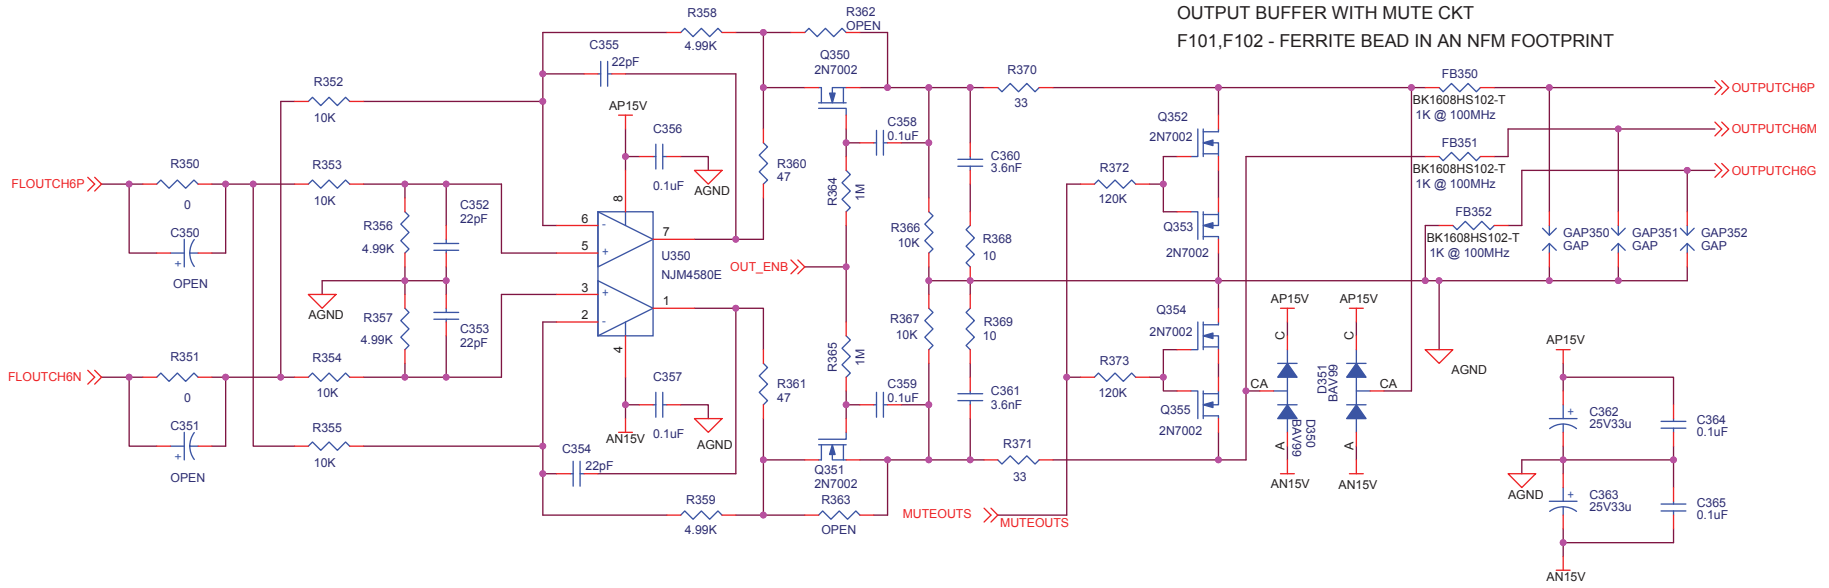 OUTPUT BUFFER WITH MUTE CKT
F101,F102 - FERRITE BEAD IN AN NFM FOOTPRINT
R358
4.99K
R362
OPEN
C355
22pF
Q350
2N7002
R352
10K
AP15V
C356
0.1uF
AGND
R370
33
FB350
BK1608HS102-T
1K @ 100MHz
OUTPUTCH6P
C358
0.1uF
Q352
2N7002
OUTPUTCH6M
FB351
BK1608HS102-T
1K @ 100MHz
R350
0
R353
10K
FLOUTCH6P
R360
47
C360
3.6nF
R372
120K
OUTPUTCH6G
R364
1M
8
C352
22pF
R356
4.99K
C350
+
OPEN
6
-
5
+
7
U350
NJM4580E
R366
10K
R368
10
Q353
2N7002
FB352
BK1608HS102-T
1K @ 100MHz
GAP350
GAP
GAP351
GAP
GAP352
GAP
OUT_ENB
3
+
2
-
1
AGND
R357
4.99K
C353
22pF
4
R367
10K
R369
10
Q354
2N7002
AP15V
AP15V
C
C
R365
1M
R351
0
R354
10K
FLOUTCH6N
C357
0.1uF
AGND
AN15V
R361
47
C359
0.1uF
C361
3.6nF
R373
120K
Q355
2N7002
CA
D351
BAV99
CA
AGND
AP15V
C351
+
OPEN
R355
10K
C354
22pF
Q351
2N7002
R371
33
D350
BAV99
A
A
AN15V
AN15V
C362
25V33u
+
C364
0.1uF
AGND
R359
4.99K
R363
OPEN
MUTEOUTS
MUTEOUTS
C363
25V33u
+
C365
0.1uF
AN15V